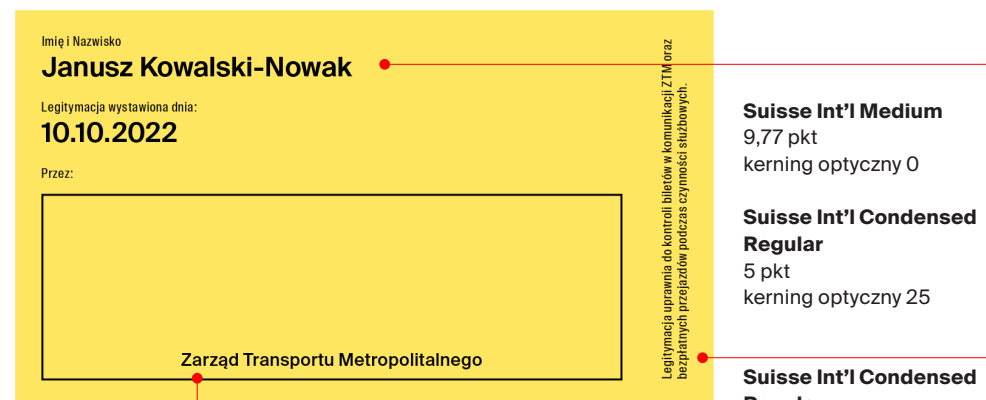 Imię i Nazwisko
Janusz Kowalski-Nowak
Legitymacja wystawiona dnia:
10.10.2022
Przez:
Zarząd Transportu Metropolitalnego
Legitymacja uprawnia do kontroli biletów w komunikacji ZTM oraz
bezpłatnych przejazdów podczas czynności służbowych.
Suisse Int’l Medium
9,77 pkt
kerning optyczny 0
Suisse Int’l Condensed
Regular
5 pkt
kerning optyczny 25
Suisse Int’l Condensed